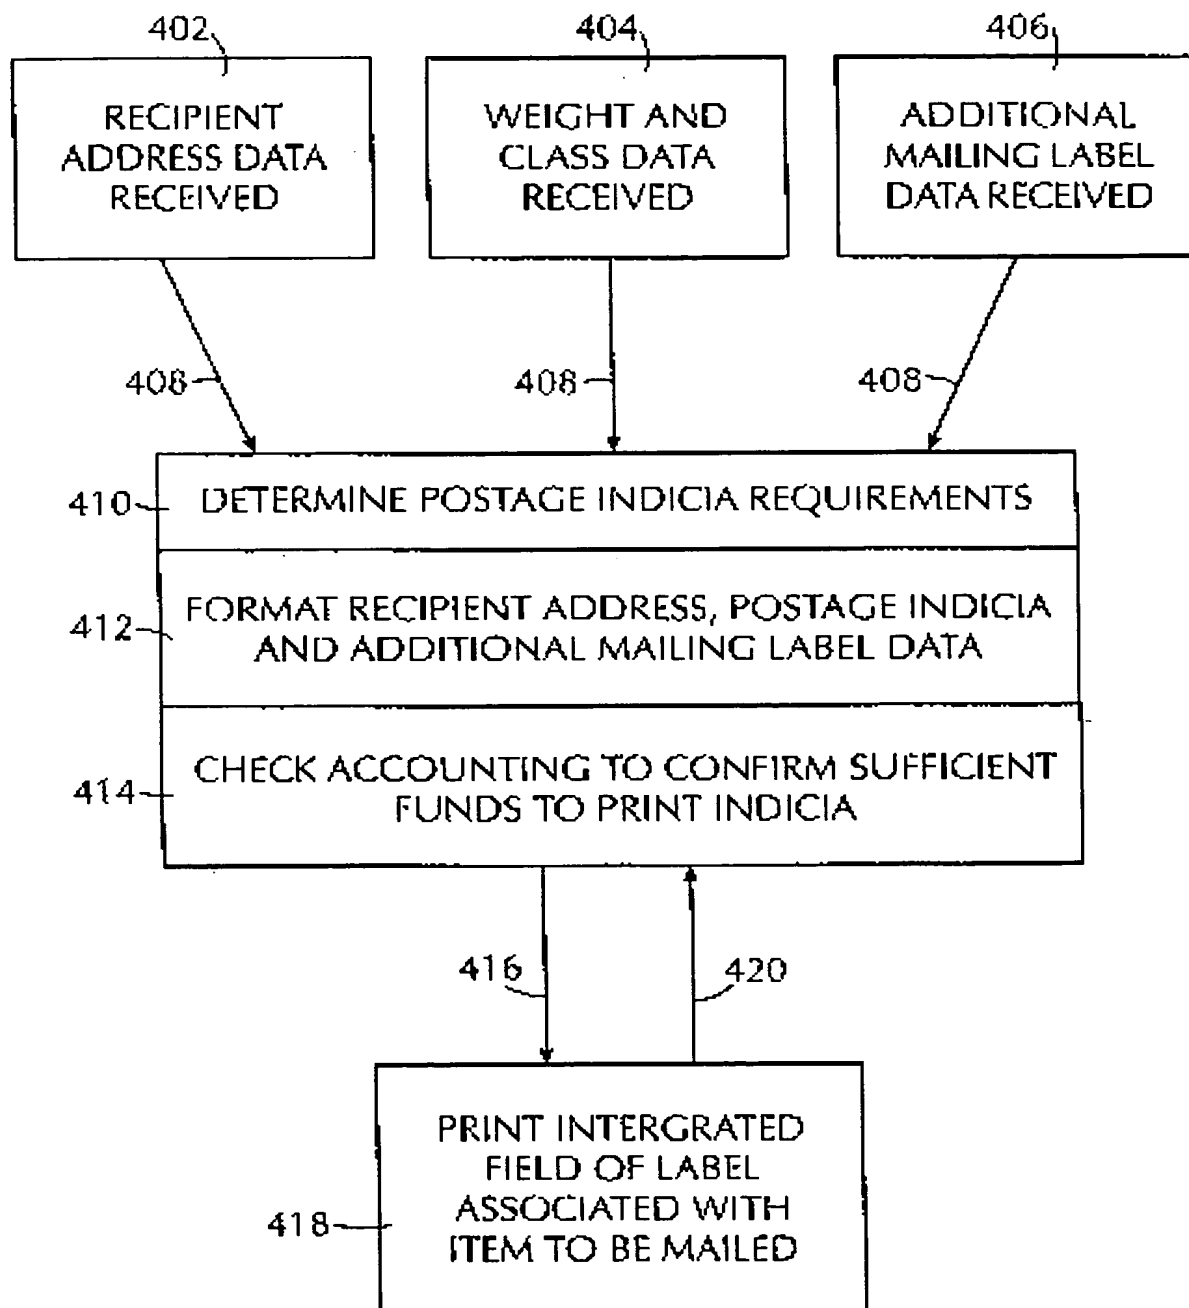 402
404
406
RECIPIENT
ADDRESS DATA
RECEIVED
WEIGHT AND
CLASS DATA
RECEIVED
ADDITIONAL
MAILING LABEL
DATA RECEIVED
408
408
408
410
DETERMINE POSTAGE INDICIA REQUIREMENTS
412
FORMAT RECIPIENT ADDRESS, POSTAGE INDICIA
AND ADDITIONAL MAILING LABEL DATA
414
CHECK ACCOUNTING TO CONFIRM SUFFICIENT
FUNDS TO PRINT INDICIA
416
420
418
PRINT INTERGRATED
FIELD OF LABEL
ASSOCIATED WITH
ITEM TO BE MAILED